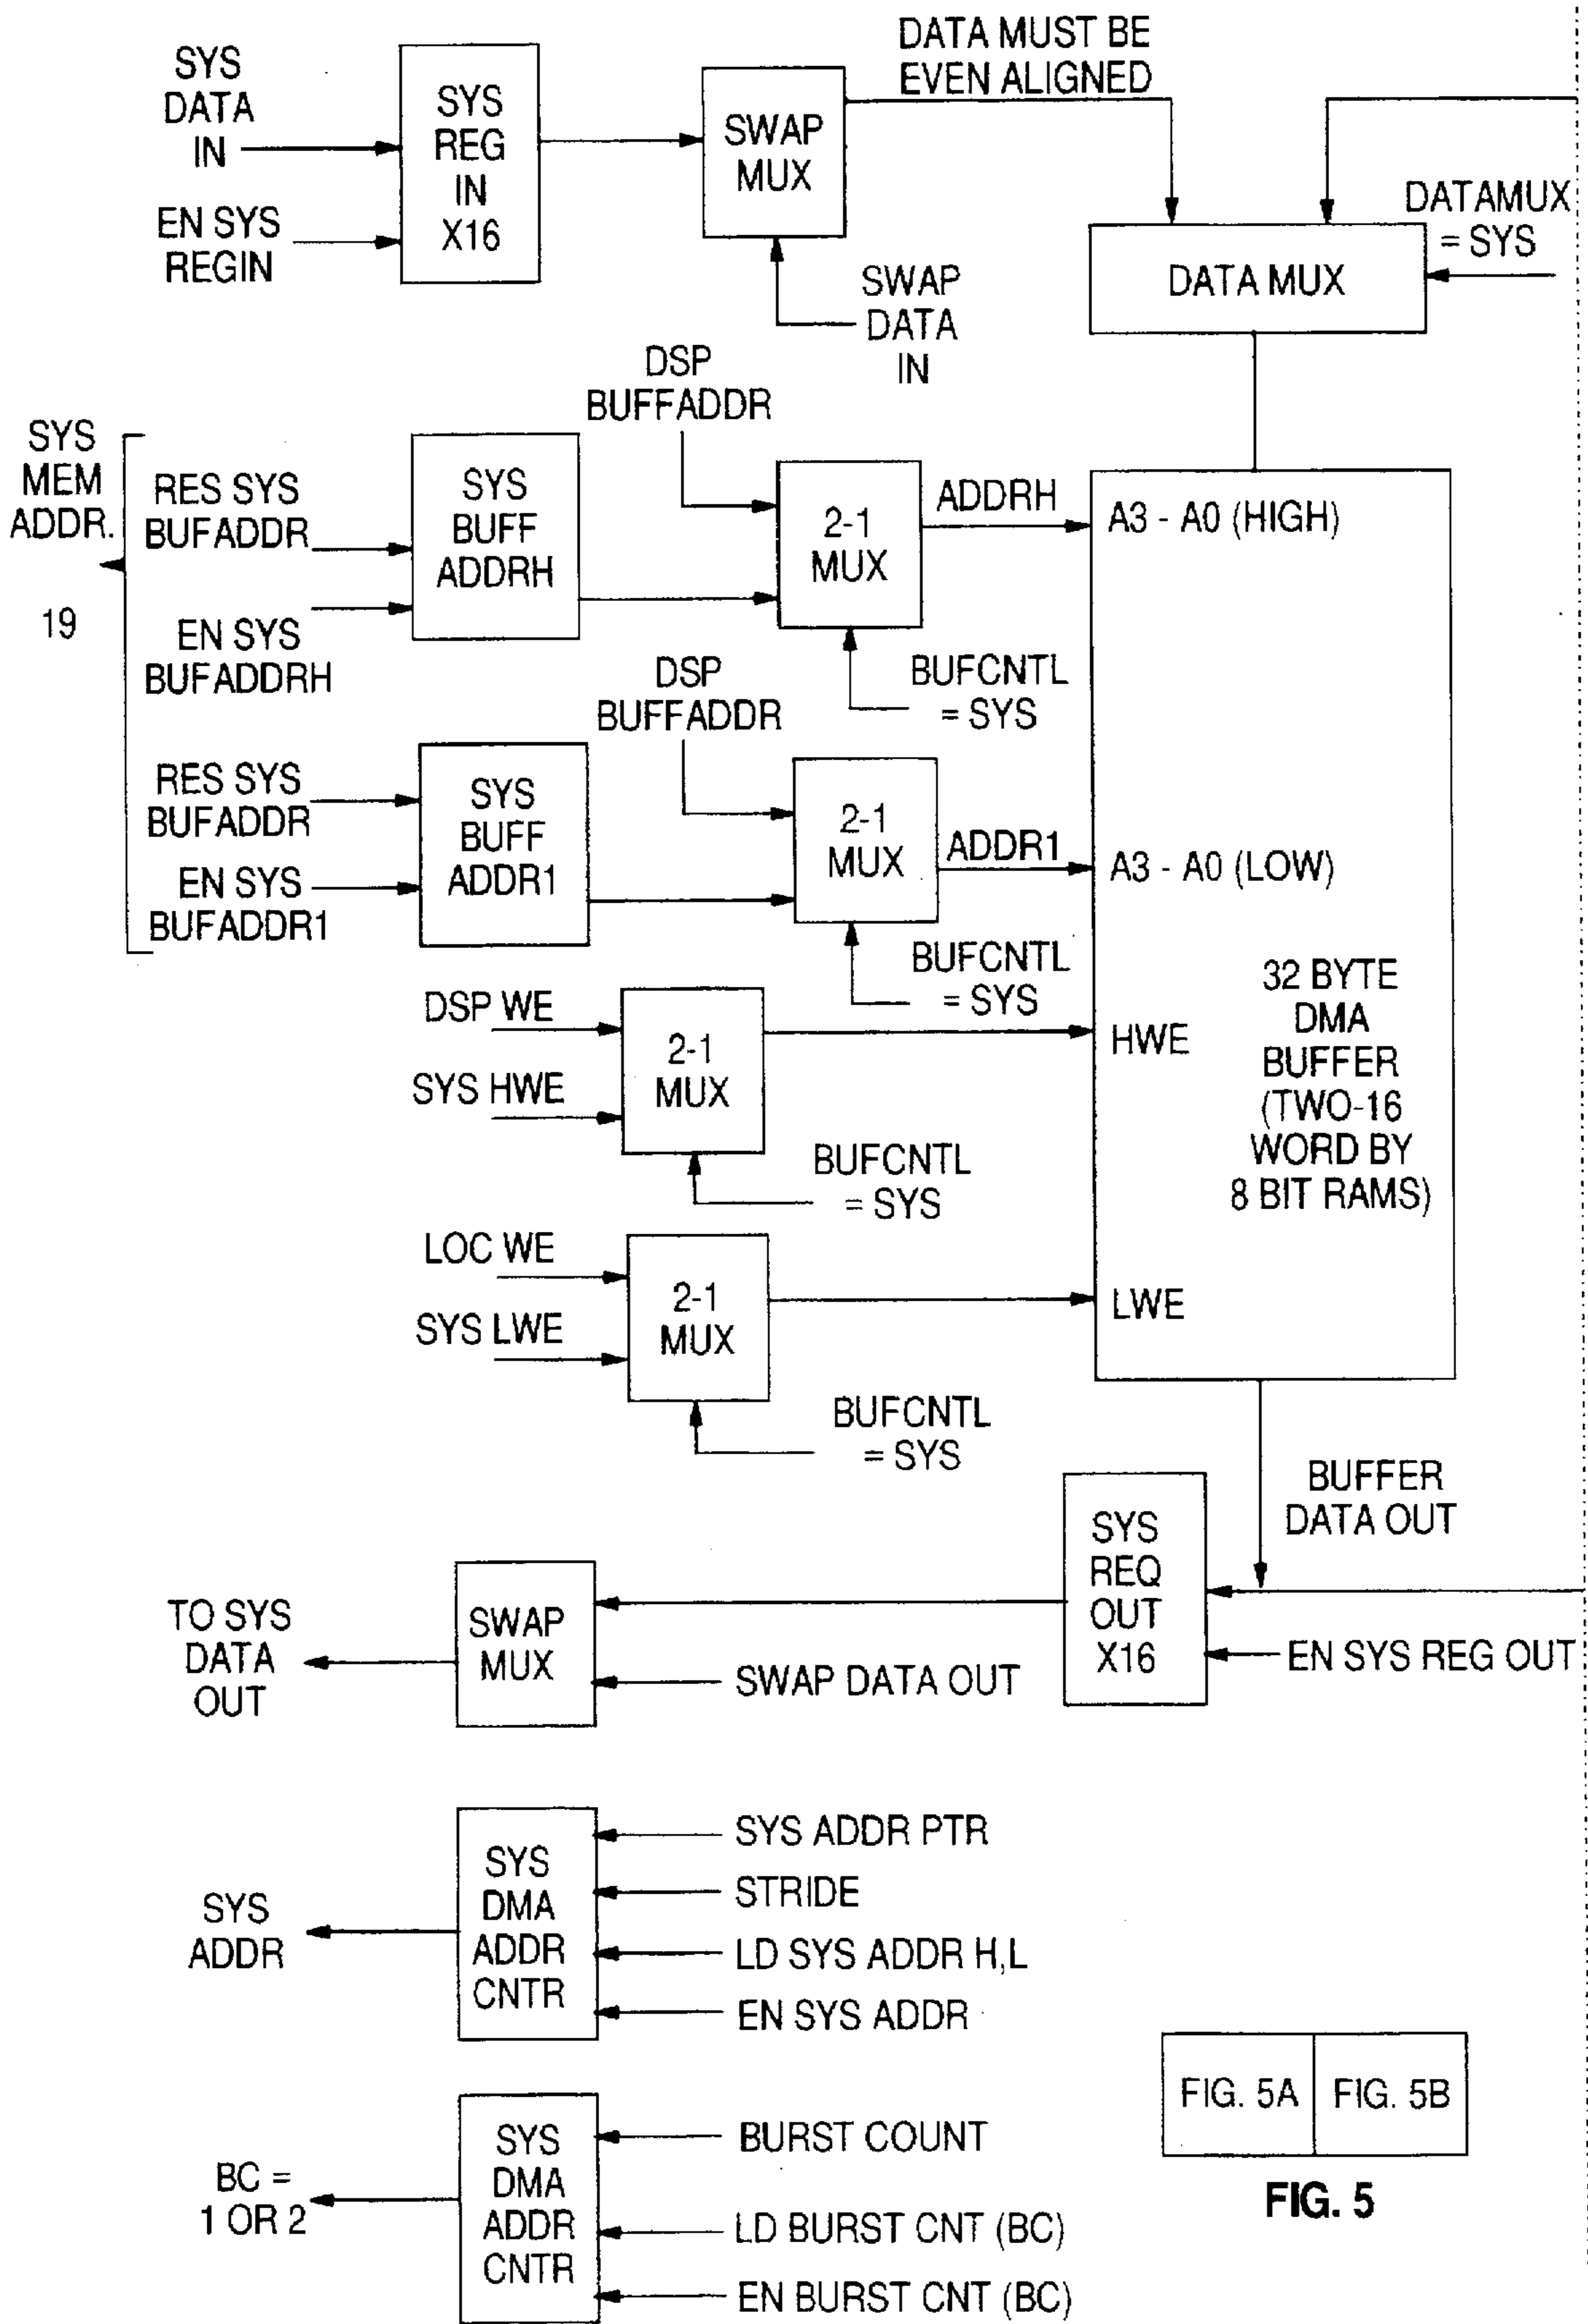 SYS
DATA
IN
EN SYS
REGIN
SYS
REG
IN
X16
SWAP
MUX
SWAP
DATA
IN
DATA MUST BE
EVEN ALIGNED
DATAMUX
= SYS
DATA MUX
SYS
MEM
ADDR.
19
RES SYS
BUFADDR
EN SYS
BUFADDRH
SYS
BUFF
ADDRH
DSP
BUFFADDR
2-1
MUX
ADDRH
BUFCNTL
= SYS
A3 - A0 (HIGH)
RES SYS
BUFADDR
EN SYS
BUFADDR1
SYS
BUFF
ADDR1
DSP
BUFFADDR
2-1
MUX
ADDR1
BUFCNTL
= SYS
A3 - A0 (LOW)
32 BYTE
DMA
BUFFER
(TWO-16
WORD BY
8 BIT RAMS)
DSP WE
SYS HWE
2-1
MUX
BUFCNTL
= SYS
HWE
LOC WE
SYS LWE
2-1
MUX
BUFCNTL
= SYS
LWE
BUFFER
DATA OUT
SYS
REQ
OUT
X16
EN SYS REG OUT
SWAP
MUX
SWAP DATA OUT
TO SYS
DATA
OUT
SYS
ADDR
SYS
DMA
ADDR
CNTR
SYS ADDR PTR
STRIDE
LD SYS ADDR H,L
EN SYS ADDR
BC =
1 OR 2
SYS
DMA
ADDR
CNTR
BURST COUNT
LD BURST CNT (BC)
EN BURST CNT (BC)
FIG. 5A
FIG. 5B
FIG. 5